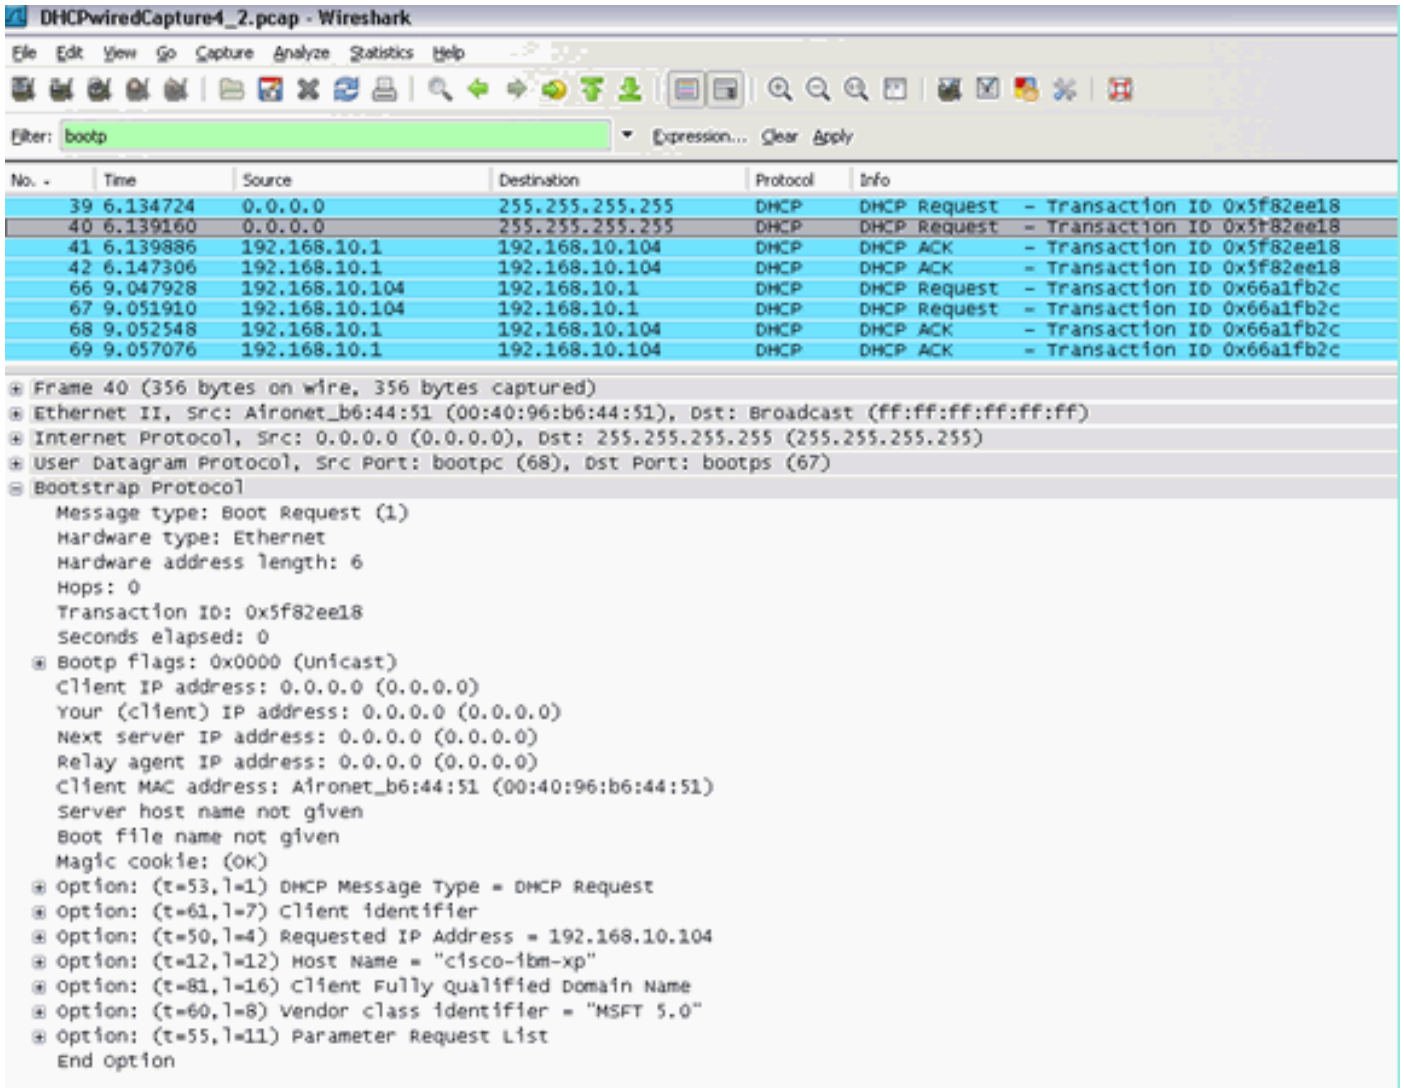 DHCPwiredCapture4_2.pcap - Wireshark
File Edit View Go Capture Analyze Statistics Help
Filter: bootp Expression... Clear Apply
No. Time Source Destination Protocol Info
39 6.134724 0.0.0.0 255.255.255.255 DHCP DHCP Request - Transaction ID 0x5f82ee18
40 6.139160 0.0.0.0 255.255.255.255 DHCP DHCP Request - Transaction ID 0x5f82ee18
41 6.139886 192.168.10.1 192.168.10.104 DHCP DHCP ACK - Transaction ID 0x5f82ee18
42 6.147306 192.168.10.1 192.168.10.104 DHCP DHCP ACK - Transaction ID 0x5f82ee18
66 9.047928 192.168.10.104 192.168.10.1 DHCP DHCP Request - Transaction ID 0x66a1fb2c
67 9.051910 192.168.10.104 192.168.10.1 DHCP DHCP Request - Transaction ID 0x66a1fb2c
68 9.052548 192.168.10.1 192.168.10.104 DHCP DHCP ACK - Transaction ID 0x66a1fb2c
69 9.057076 192.168.10.1 192.168.10.104 DHCP DHCP ACK - Transaction ID 0x66a1fb2c
Frame 40 (356 bytes on wire, 356 bytes captured)
Ethernet II, Src: Aironet_b6:44:51 (00:40:96:b6:44:51), Dst: Broadcast (ff:ff:ff:ff:ff:ff)
Internet Protocol, Src: 0.0.0.0 (0.0.0.0), Dst: 255.255.255.255 (255.255.255.255)
User Datagram Protocol, Src Port: bootpc (68), Dst Port: bootps (67)
Bootstrap Protocol
Message type: Boot Request (1)
Hardware type: Ethernet
Hardware address length: 6
Hops: 0
Transaction ID: 0x5f82ee18
Seconds elapsed: 0
Bootp flags: 0x0000 (Unicast)
Client IP address: 0.0.0.0 (0.0.0.0)
Your (client) IP address: 0.0.0.0 (0.0.0.0)
Next server IP address: 0.0.0.0 (0.0.0.0)
Relay agent IP address: 0.0.0.0 (0.0.0.0)
Client MAC address: Aironet_b6:44:51 (00:40:96:b6:44:51)
Server host name not given
Boot file name not given
Magic cookie: (OK)
Option: (t=53,l=1) DHCP Message Type = DHCP Request
Option: (t=61,l=7) Client identifier
Option: (t=50,l=4) Requested IP Address = 192.168.10.104
Option: (t=12,l=12) Host Name = "cisco-ibm-xp"
Option: (t=81,l=16) Client Fully Qualified Domain Name
Option: (t=60,l=8) Vendor class identifier = "MSFT 5.0"
Option: (t=55,l=11) Parameter Request List
End Option